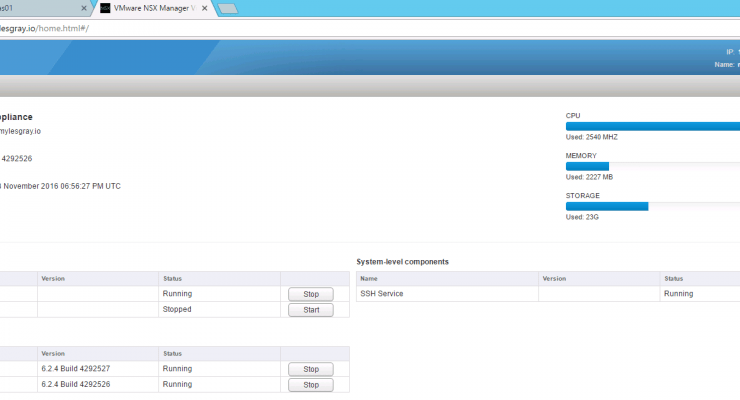 as01
VMware NSX Manager V
esgray.io/home.html#/
IP:
Name:
ppliance
mylesgray.io
4292526
November 2016 06:56:27 PM UTC
CPU
Used: 2540 MHZ
MEMORY
Used: 2227 MB
STORAGE
Used: 23G
Version Status
Running Stop
Stopped Start
System-level components
Name Version Status
SSH Service Running
Version Status
6.2.4 Build 4292527 Running Stop
6.2.4 Build 4292526 Running Stop